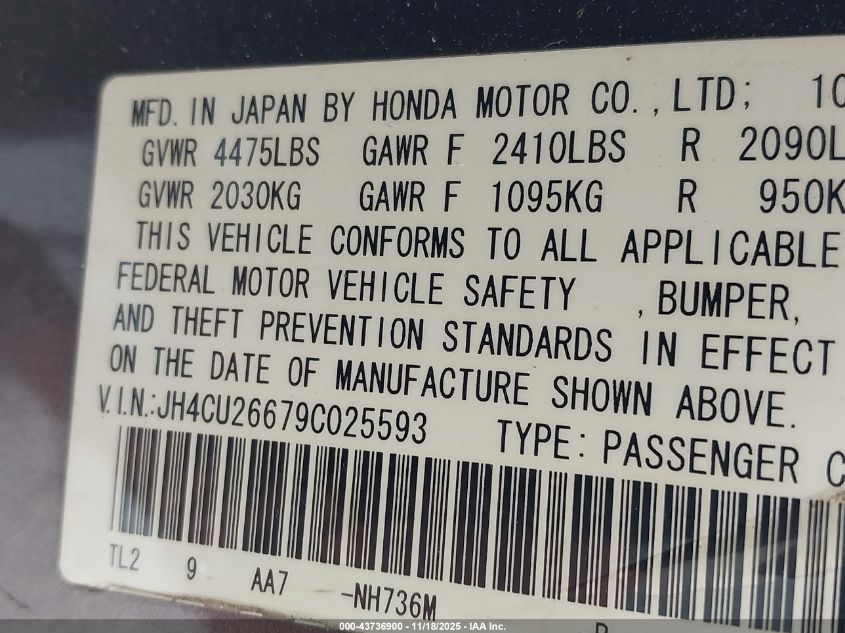 MFD. IN JAPAN BY HONDA MOTOR CO., LTD; 10
GVWR 4475LBS GAWR F 2410LBS R 2090L
GVWR 2030KG GAWR F 1095KG R 950K
THIS VEHICLE CONFORMS TO ALL APPLICABLE
FEDERAL MOTOR VEHICLE SAFETY , BUMPER,
AND THEFT PREVENTION STANDARDS IN EFFECT
ON THE DATE OF MANUFACTURE SHOWN ABOVE.
V.I.N.:JH4CU26679C025593 TYPE: PASSENGER C
TL2 9 AA7 -NH736M
000-43736900 - 11/18/2025 - IAA Inc.